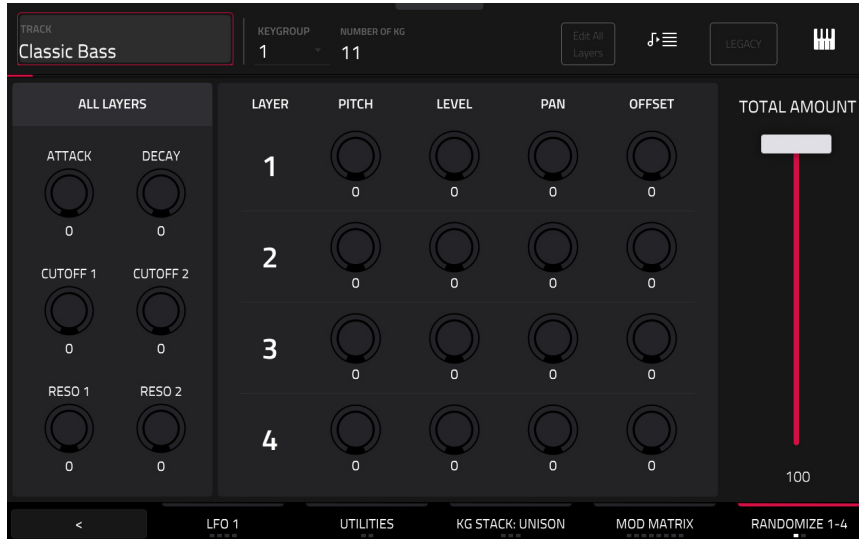 TRACK
Classic Bass
KEYGROUP
1
NUMBER OF KG
11
Edit All
Layers
LEGACY
ALL LAYERS
ATTACK DECAY
0 0
CUTOFF 1 CUTOFF 2
0 0
RESO 1 RESO 2
0 0
LAYER PITCH LEVEL PAN OFFSET
1
0 0 0 0
2
0 0 0 0
3
0 0 0 0
4
0 0 0 0
TOTAL AMOUNT
100
< LFO 1 UTILITIES KG STACK: UNISON MOD MATRIX RANDOMIZE 1-4